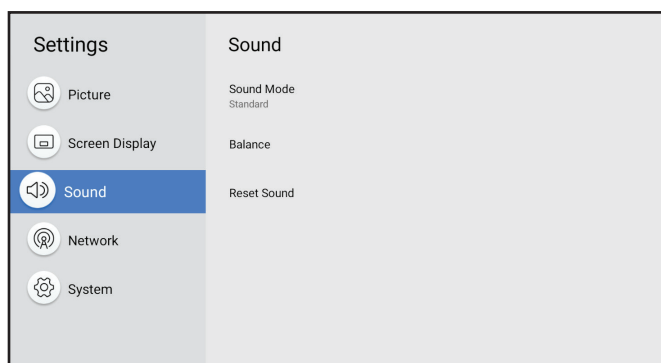 Settings
Picture
Screen Display
Sound
Network
System
Sound
Sound Mode
Standard
Balance
Reset Sound